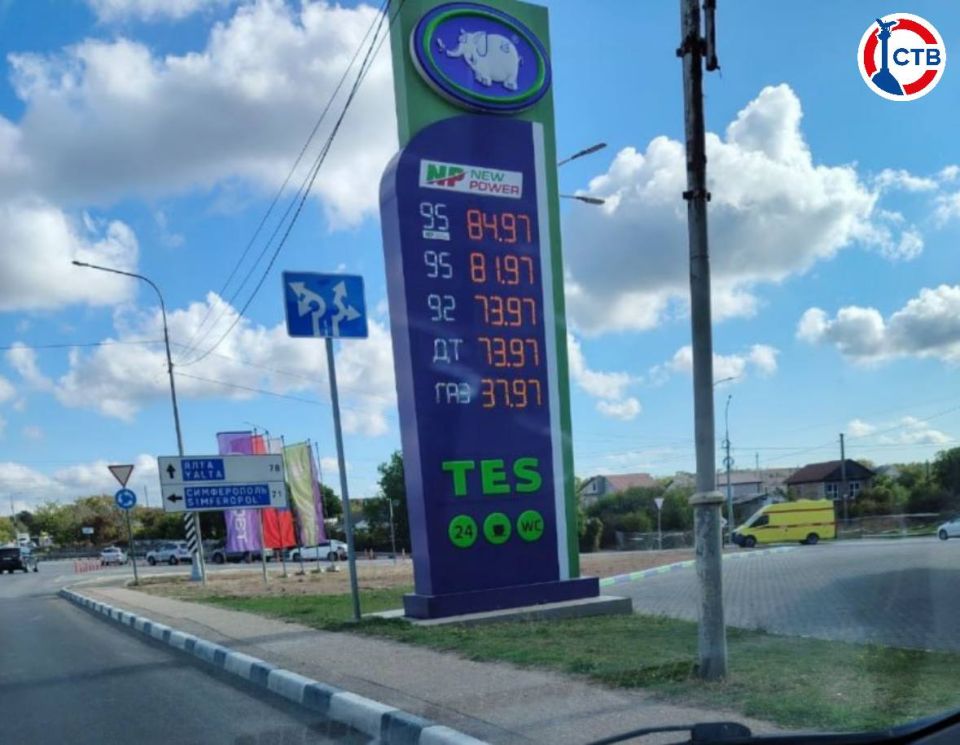 СТВ
NP NEW POWER
95 NP 84.97
95 81.97
92 73.97
ДТ 73.97
ГАЗ 37.97
TES
24 WC
ЯЛТА 78
YALTA
СИМФЕРОПОЛЬ 71
SIMFEROPOL